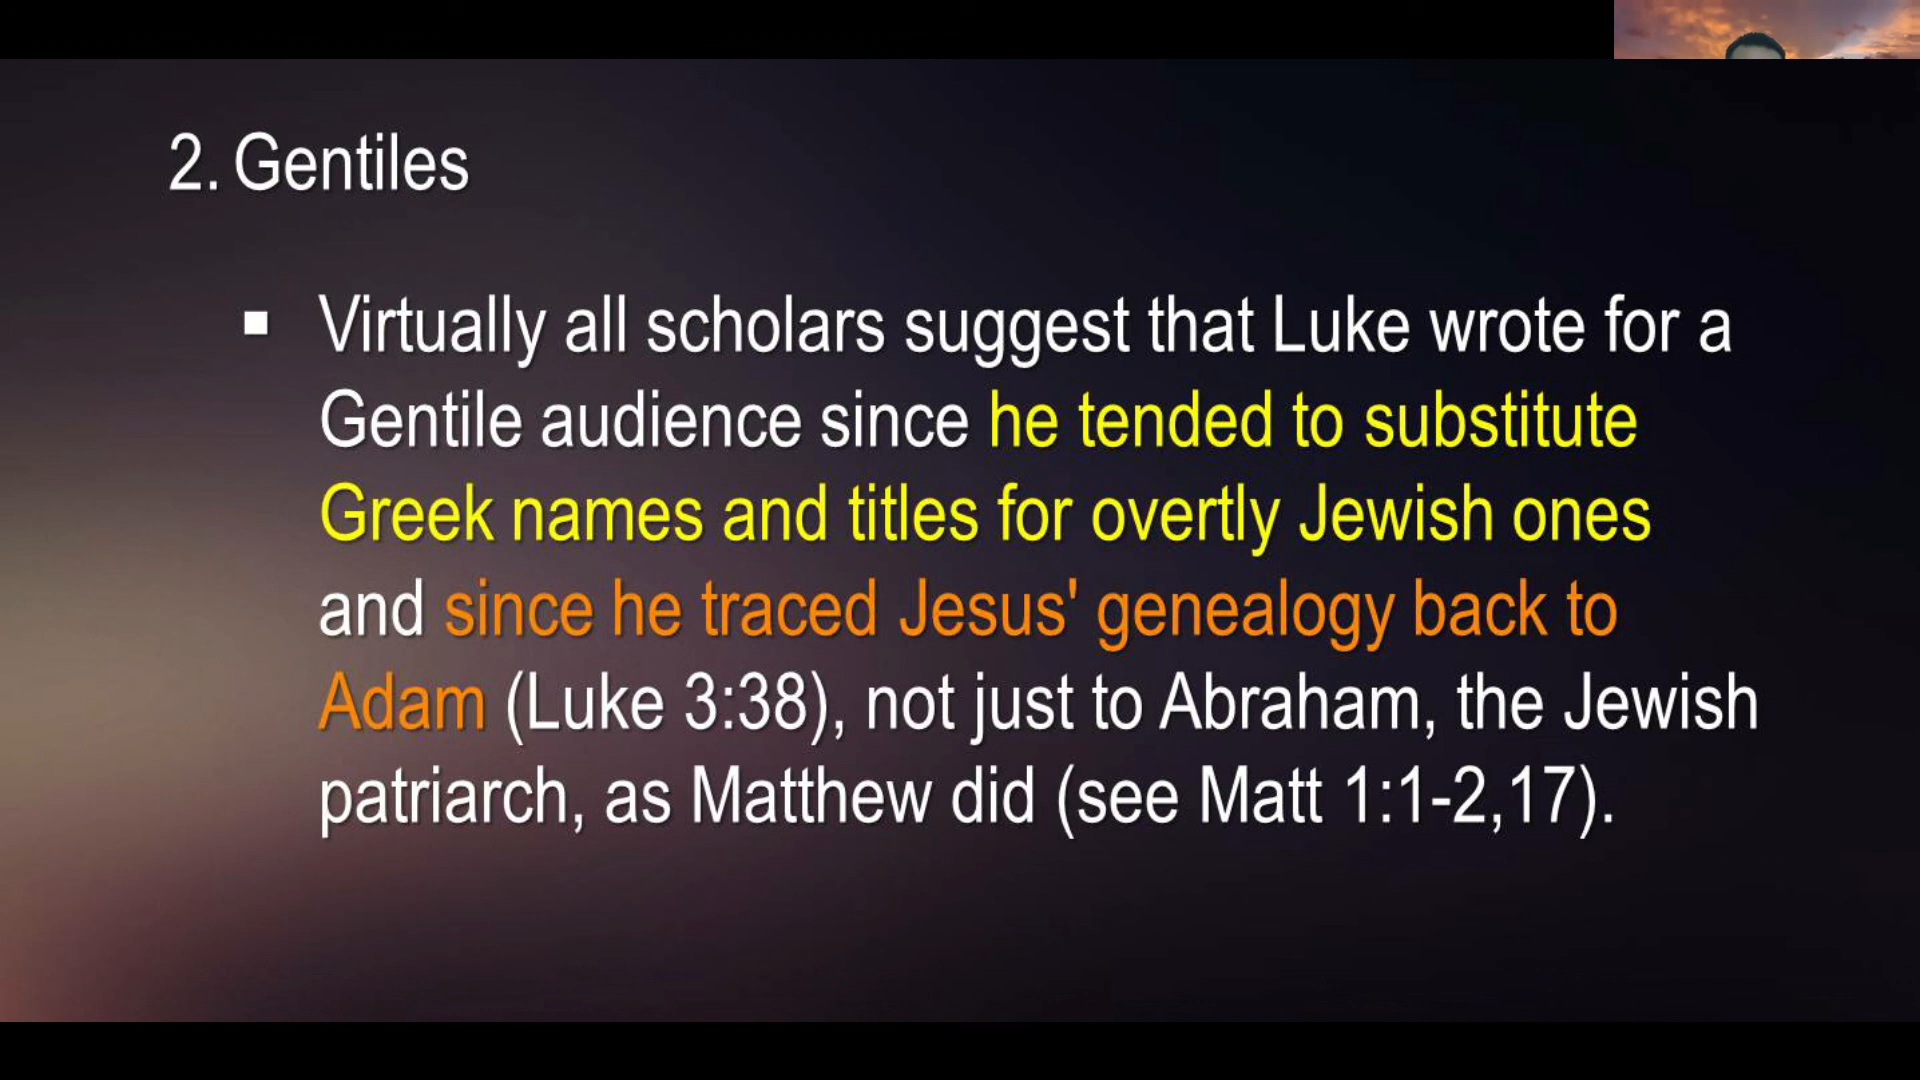 2. Gentiles
▪ Virtually all scholars suggest that Luke wrote for a
Gentile audience since he tended to substitute
Greek names and titles for overtly Jewish ones
and since he traced Jesus' genealogy back to
Adam (Luke 3:38), not just to Abraham, the Jewish
patriarch, as Matthew did (see Matt 1:1-2,17).